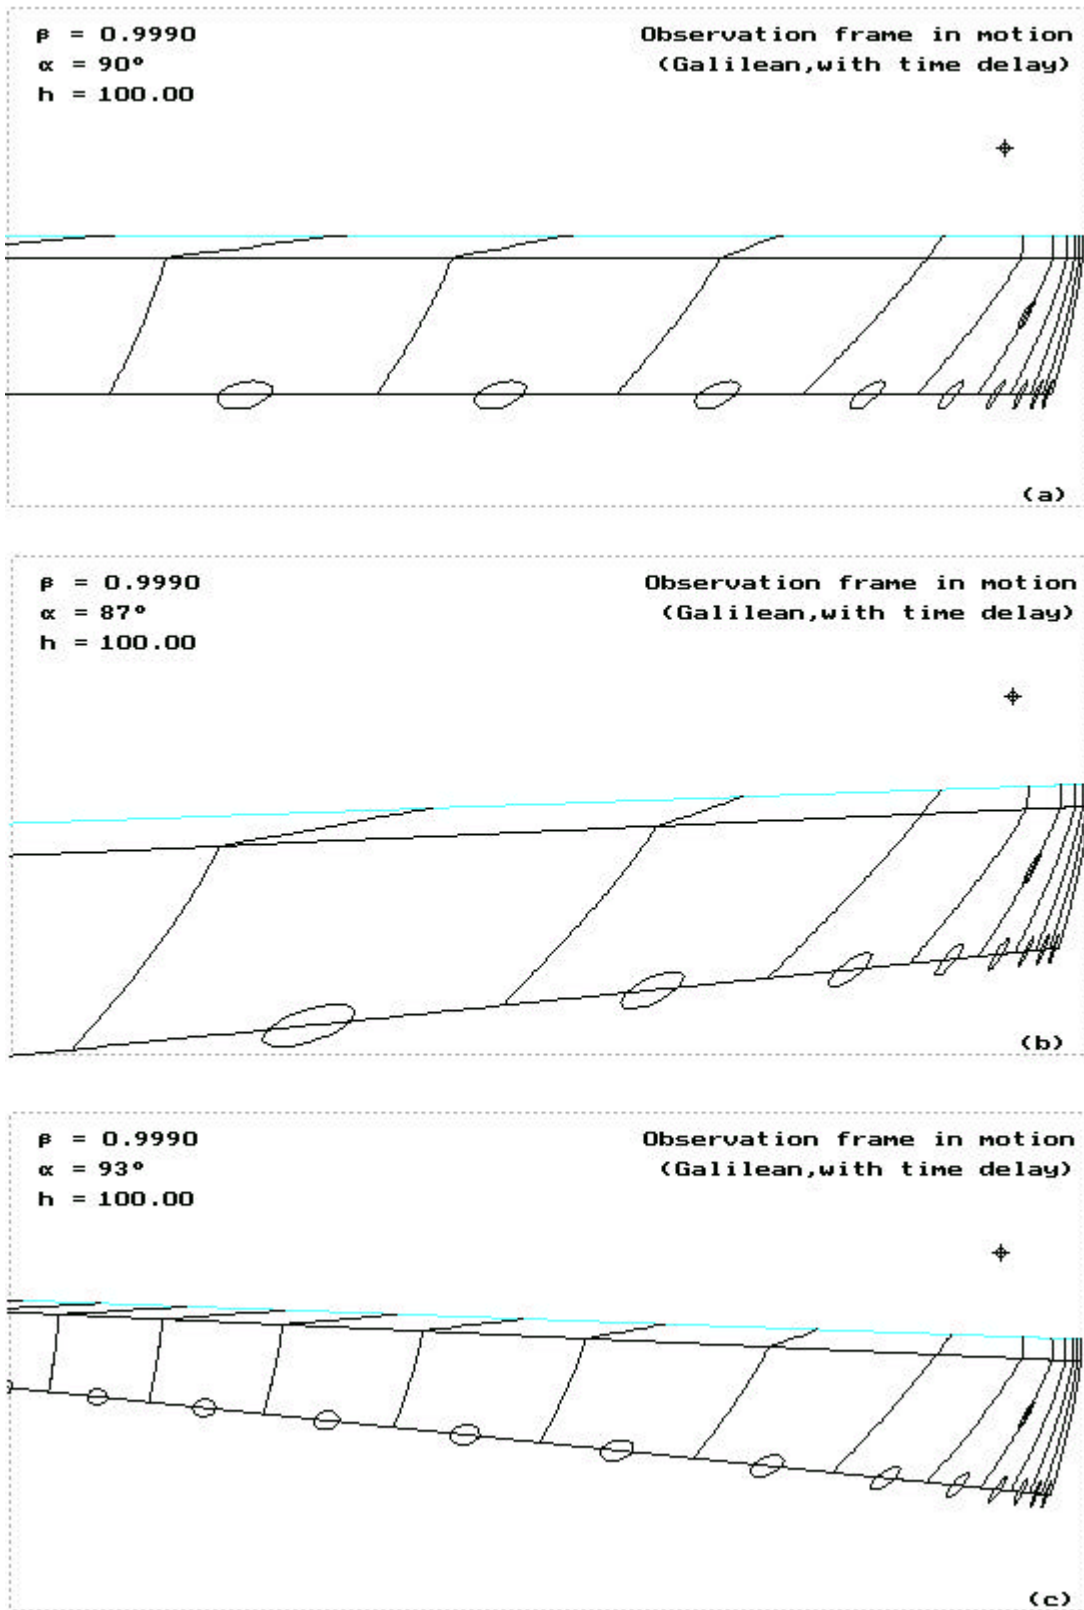 β = 0.9990
Observation frame in motion
α = 90°
(Galilean,with time delay)
h = 100.00
(a)
β = 0.9990
Observation frame in motion
α = 87°
(Galilean,with time delay)
h = 100.00
(b)
β = 0.9990
Observation frame in motion
α = 93°
(Galilean,with time delay)
h = 100.00
(c)